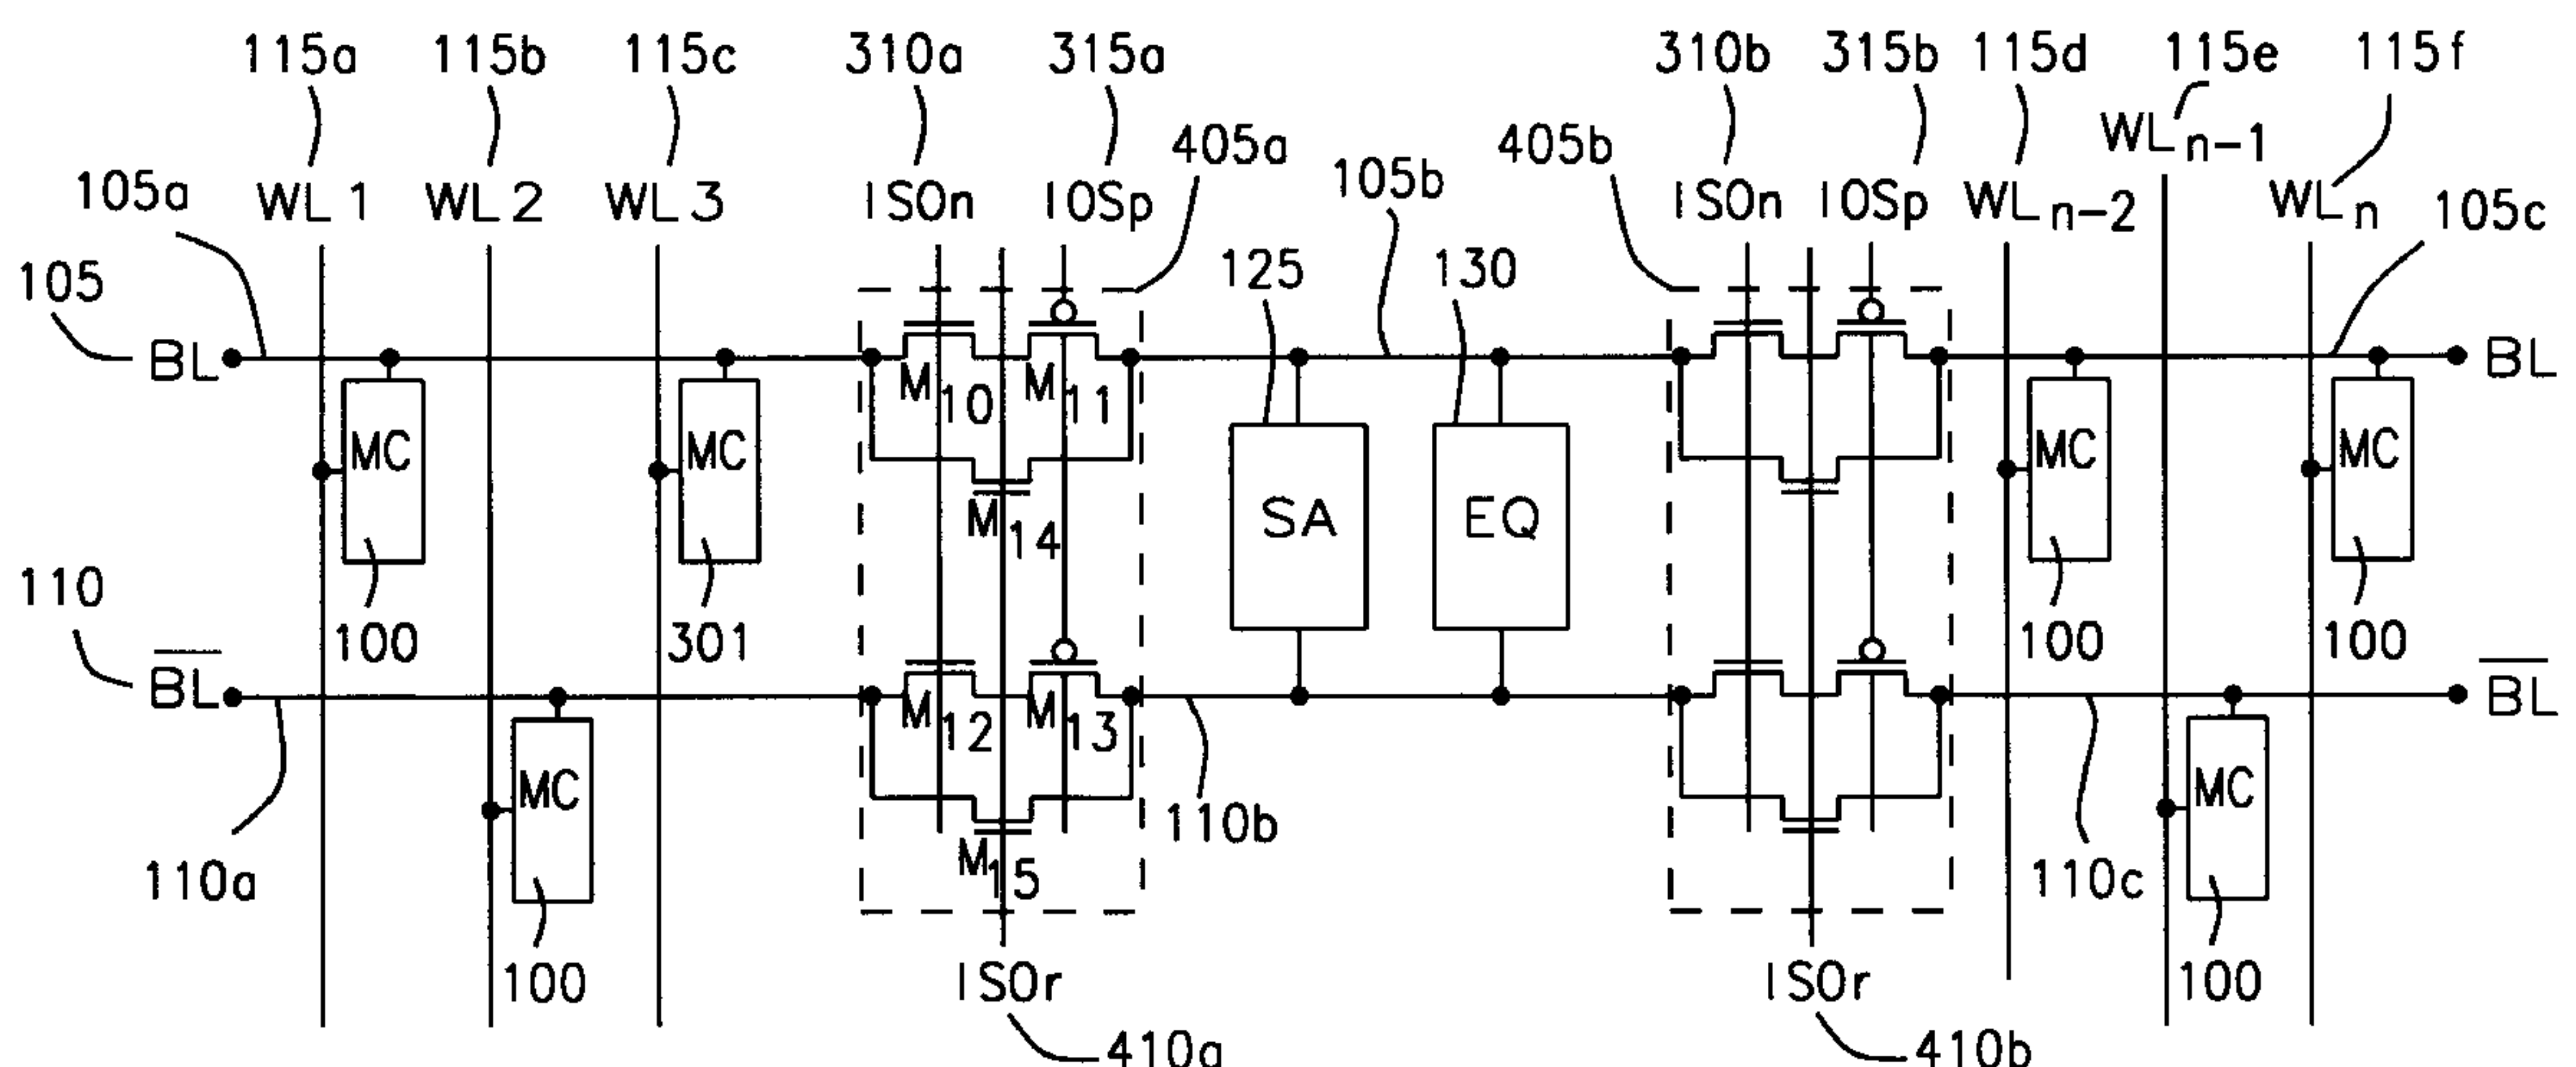 115a 115b 115c 310a 315a 310b 315b 115d 115e 115f
405a 405b WLn-1
105a WL1 WL2 WL3 ISOn IOSp 105b ISOn IOSp WLn-2 WLn 105c
105 125 130
BL BL
M10 M11
MC MC MC MC
M14 SA EQ
110 100 301 100 100
BL BL
M12 M13
MC 110b MC
110a M15 110c
100 ISOr ISOr 100
410a 410b